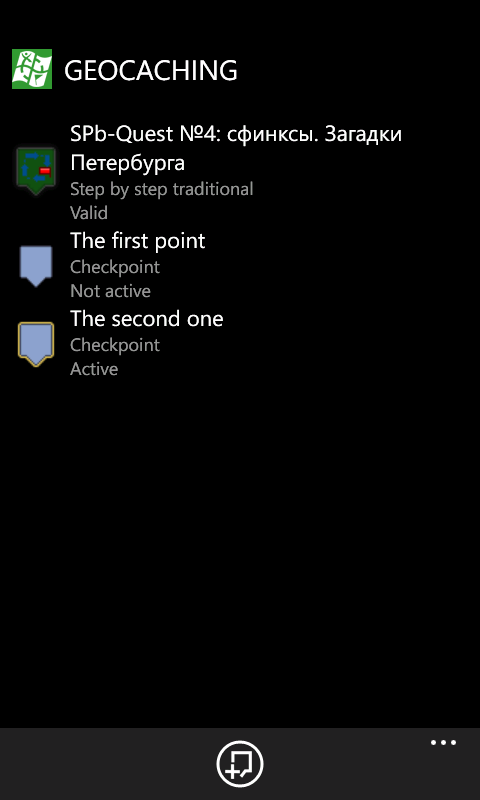 GEOCACHING
SPb-Quest №4: сфинксы. Загадки
Петербурга
Step by step traditional
Valid
The first point
Checkpoint
Not active
The second one
Checkpoint
Active